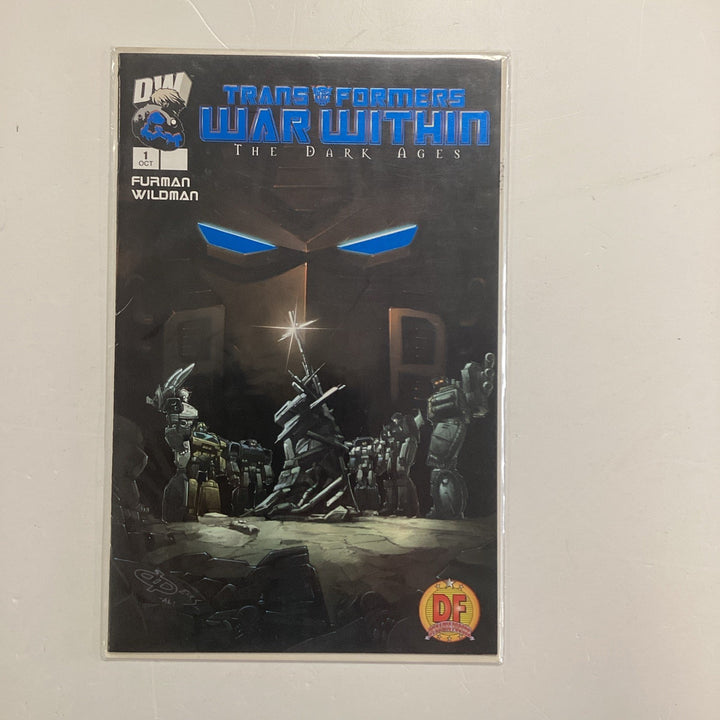 DW
TRANSFORMERS
WAR WITHIN
THE DARK AGES
1
OCT
FURMAN
WILDMAN
DF